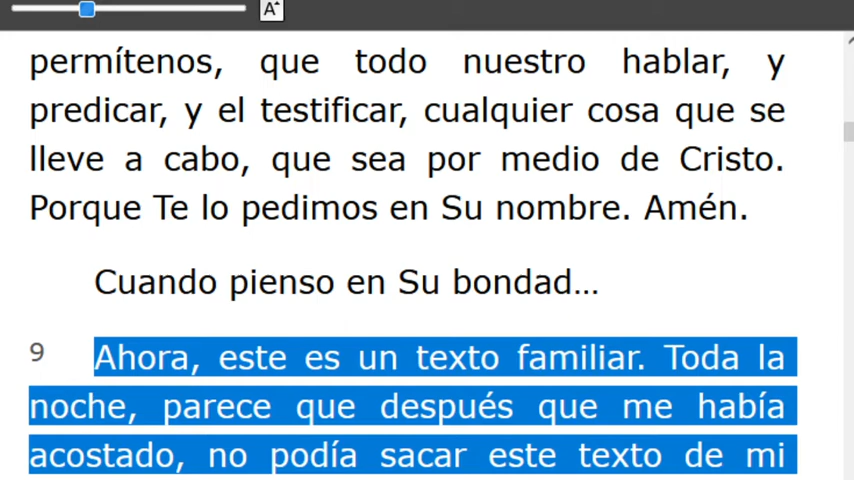 A
permítenos, que todo nuestro hablar, y
predicar, y el testificar, cualquier cosa que se
lleve a cabo, que sea por medio de Cristo.
Porque Te lo pedimos en Su nombre. Amén.
Cuando pienso en Su bondad…
9 Ahora, este es un texto familiar. Toda la
noche, parece que después que me había
acostado, no podía sacar este texto de mi